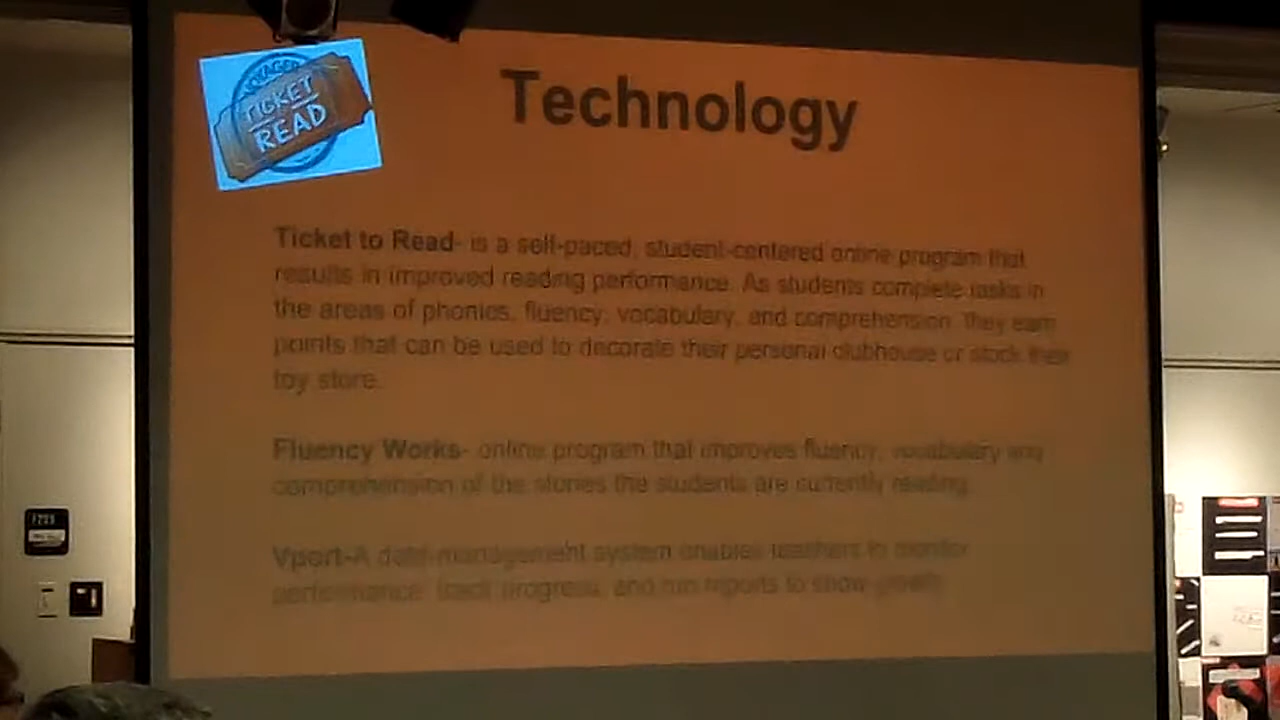 VOYAGER
TICKET
TO
READ
Technology
Ticket to Read- is a self-paced, student-centered online program that
results in improved reading performance. As students complete tasks in
the areas of phonics, fluency, vocabulary, and comprehension, they earn
points that can be used to decorate their personal clubhouse or stock their
toy store.
Fluency Works- online program that improves fluency, vocabulary and
comprehension of the stories the students are currently reading.
Vport-A data management system enables teachers to monitor
performance, track progress, and run reports to show growth